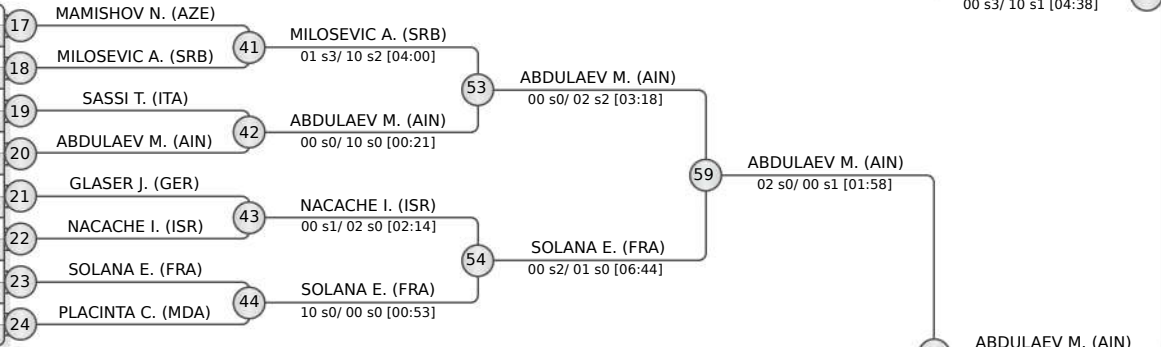 00 s3/ 10 s1 [04:38]
17
MAMISHOV N. (AZE)
41
MILOSEVIC A. (SRB)
01 s3/ 10 s2 [04:00]
18
MILOSEVIC A. (SRB)
53
ABDULAEV M. (AIN)
00 s0/ 02 s2 [03:18]
19
SASSI T. (ITA)
42
ABDULAEV M. (AIN)
00 s0/ 10 s0 [00:21]
20
ABDULAEV M. (AIN)
59
ABDULAEV M. (AIN)
02 s0/ 00 s1 [01:58]
21
GLASER J. (GER)
43
NACACHE I. (ISR)
00 s1/ 02 s0 [02:14]
22
NACACHE I. (ISR)
54
SOLANA E. (FRA)
00 s2/ 01 s0 [06:44]
23
SOLANA E. (FRA)
44
SOLANA E. (FRA)
10 s0/ 00 s0 [00:53]
24
PLACINTA C. (MDA)
ABDULAEV M. (AIN)